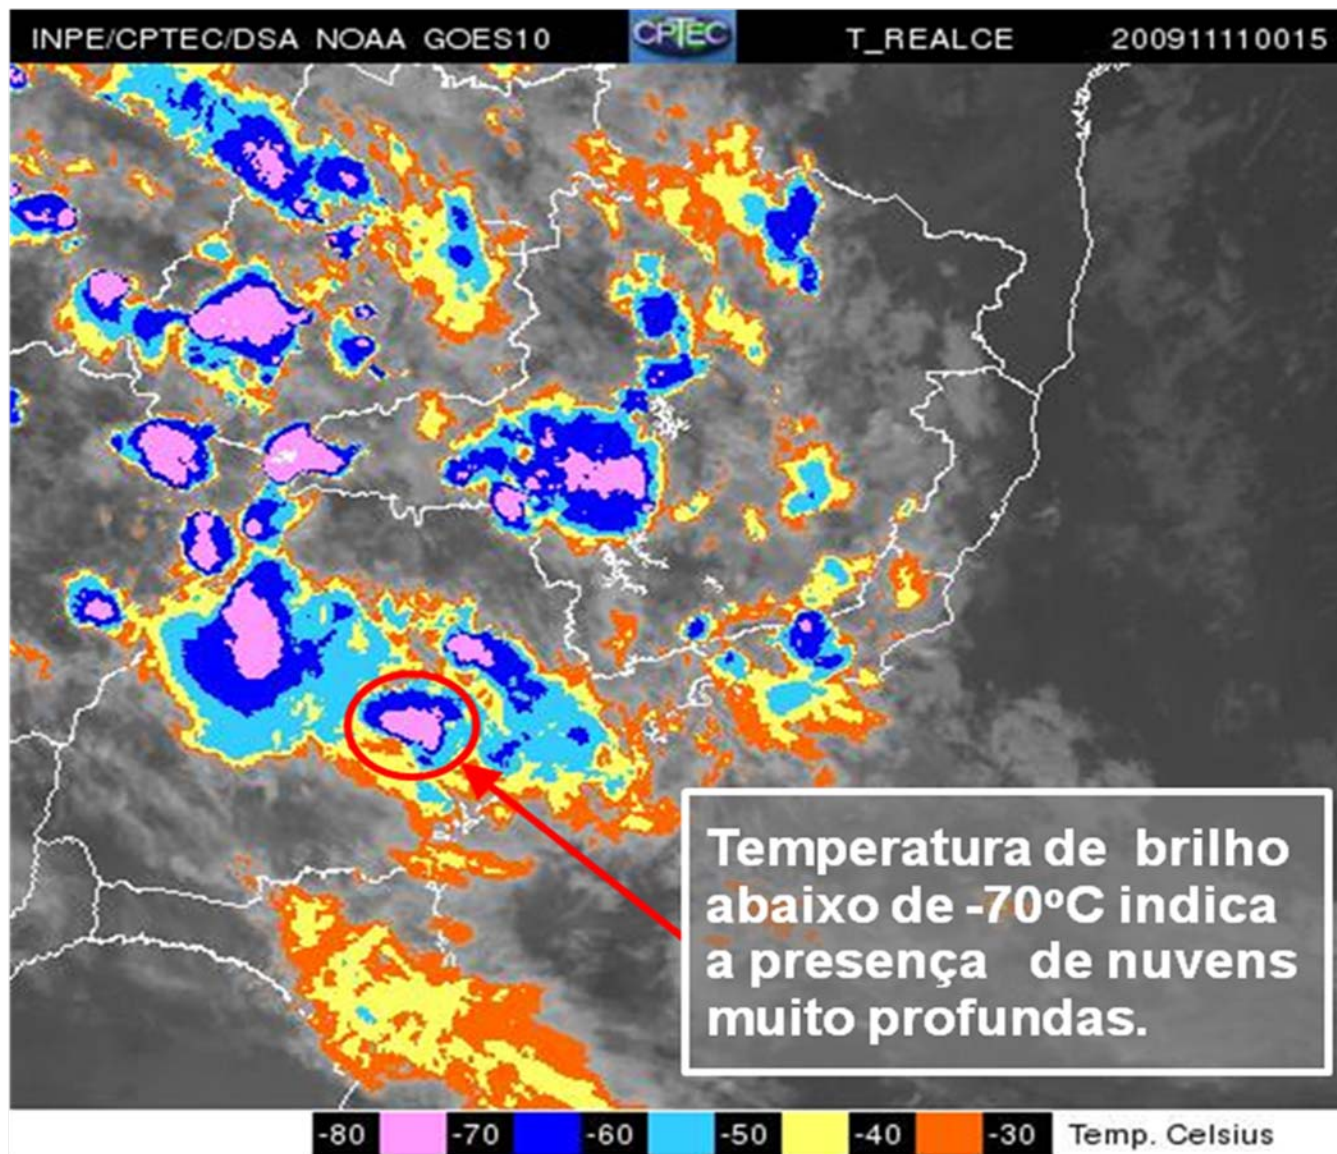 INPE/CPTEC/DSA NOAA GOES10 CPTEC T_REALCE 200911110015
Temperatura de brilho
abaixo de -70ºC indica
a presença de nuvens
muito profundas.
-80 -70 -60 -50 -40 -30 Temp. Celsius